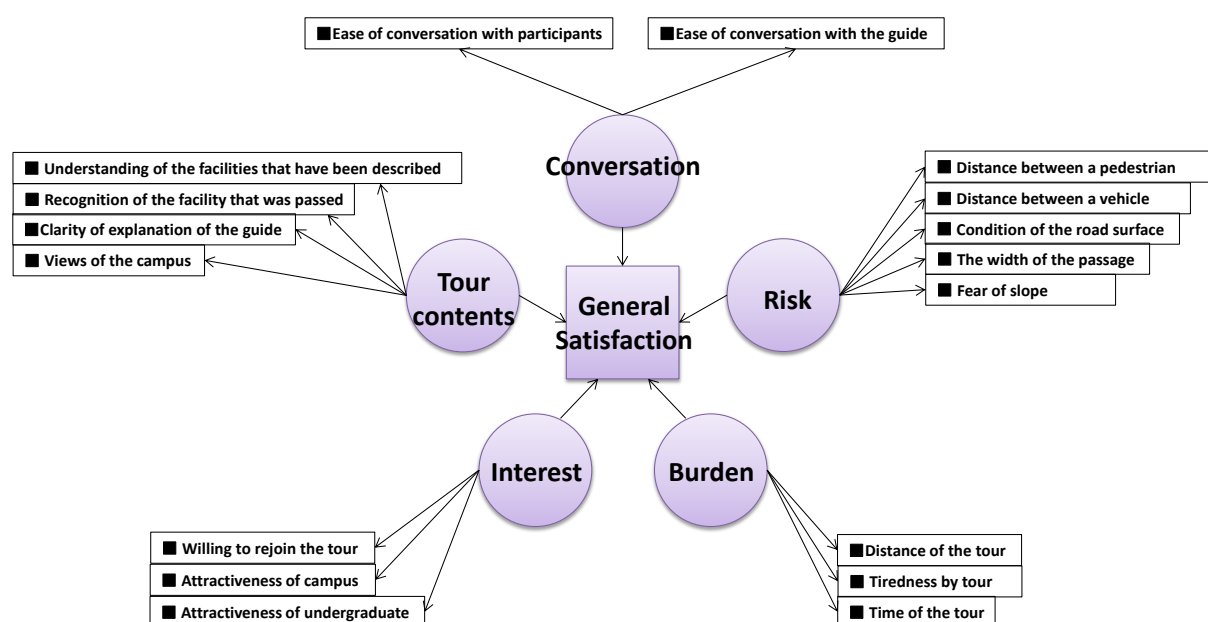 ■Ease of conversation with participants
■Ease of conversation with the guide
Conversation
■ Understanding of the facilities that have been described
■ Recognition of the facility that was passed
■Clarity of explanation of the guide
■ Views of the campus
■ Distance between a pedestrian
■ Distance between a vehicle
■ Condition of the road surface
■ The width of the passage
■ Fear of slope
Tour
contents
General
Satisfaction
Risk
Interest
Burden
■ Willing to rejoin the tour
■ Attractiveness of campus
■ Attractiveness of undergraduate
■Distance of the tour
■ Tiredness by tour
■ Time of the tour